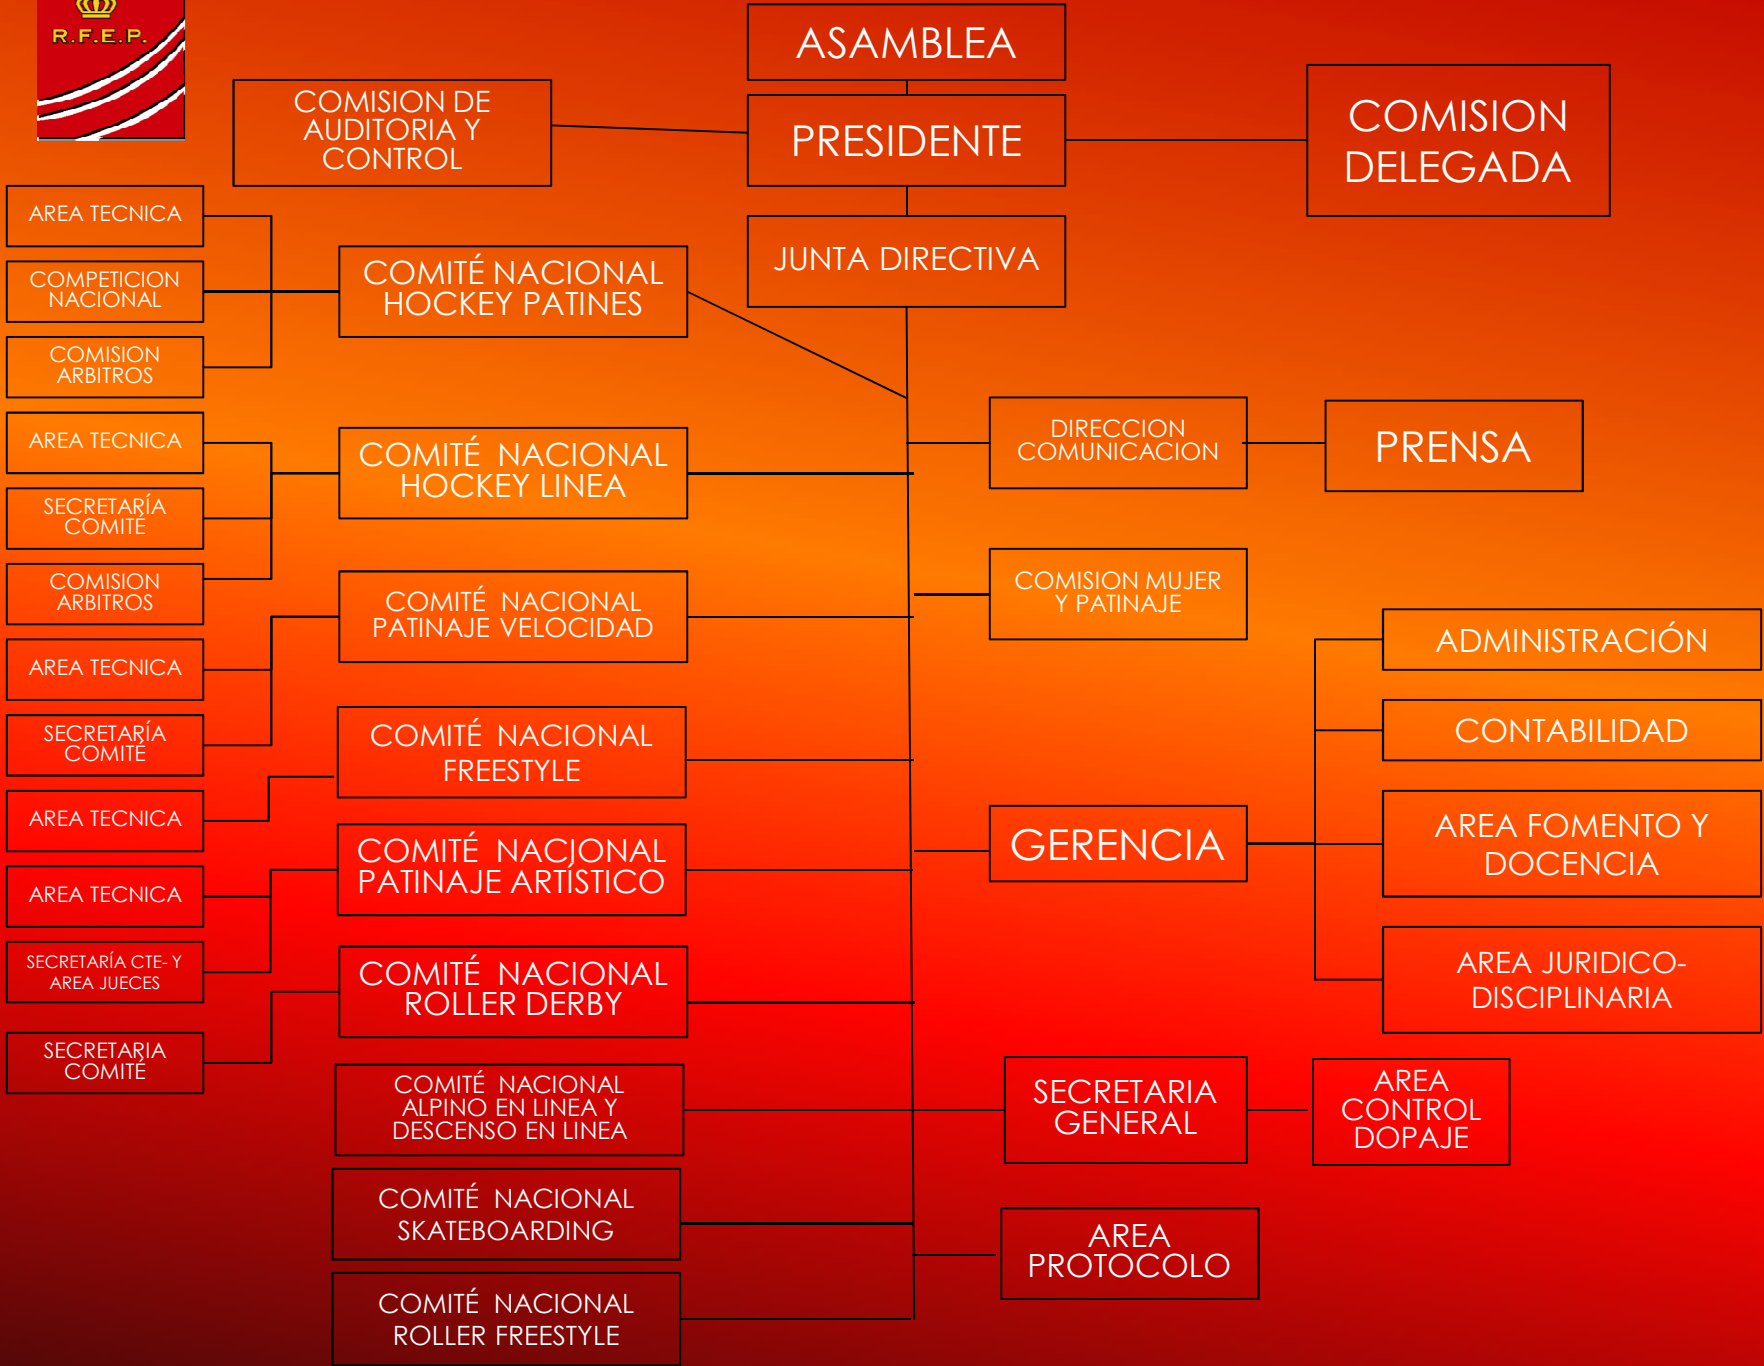 R.F.E.P.
ASAMBLEA
COMISION DE
AUDITORIA Y
CONTROL
PRESIDENTE
COMISION
DELEGADA
JUNTA DIRECTIVA
AREA TECNICA
COMPETICION
NACIONAL
COMISION
ARBITROS
COMITÉ NACIONAL
HOCKEY PATINES
AREA TECNICA
SECRETARÍA
COMITÉ
COMISION
ARBITROS
COMITÉ NACIONAL
HOCKEY LINEA
DIRECCION
COMUNICACION
PRENSA
COMISION MUJER
Y PATINAJE
AREA TECNICA
SECRETARÍA
COMITÉ
COMITÉ NACIONAL
PATINAJE VELOCIDAD
AREA TECNICA
COMITÉ NACIONAL
FREESTYLE
AREA TECNICA
SECRETARÍA CTE- Y
AREA JUECES
COMITÉ NACIONAL
PATINAJE ARTÍSTICO
GERENCIA
ADMINISTRACIÓN
CONTABILIDAD
AREA FOMENTO Y
DOCENCIA
AREA JURIDICO-
DISCIPLINARIA
SECRETARIA
COMITÉ
COMITÉ NACIONAL
ROLLER DERBY
COMITÉ NACIONAL
ALPINO EN LINEA Y
DESCENSO EN LINEA
SECRETARIA
GENERAL
AREA
CONTROL
DOPAJE
COMITÉ NACIONAL
SKATEBOARDING
AREA
PROTOCOLO
COMITÉ NACIONAL
ROLLER FREESTYLE